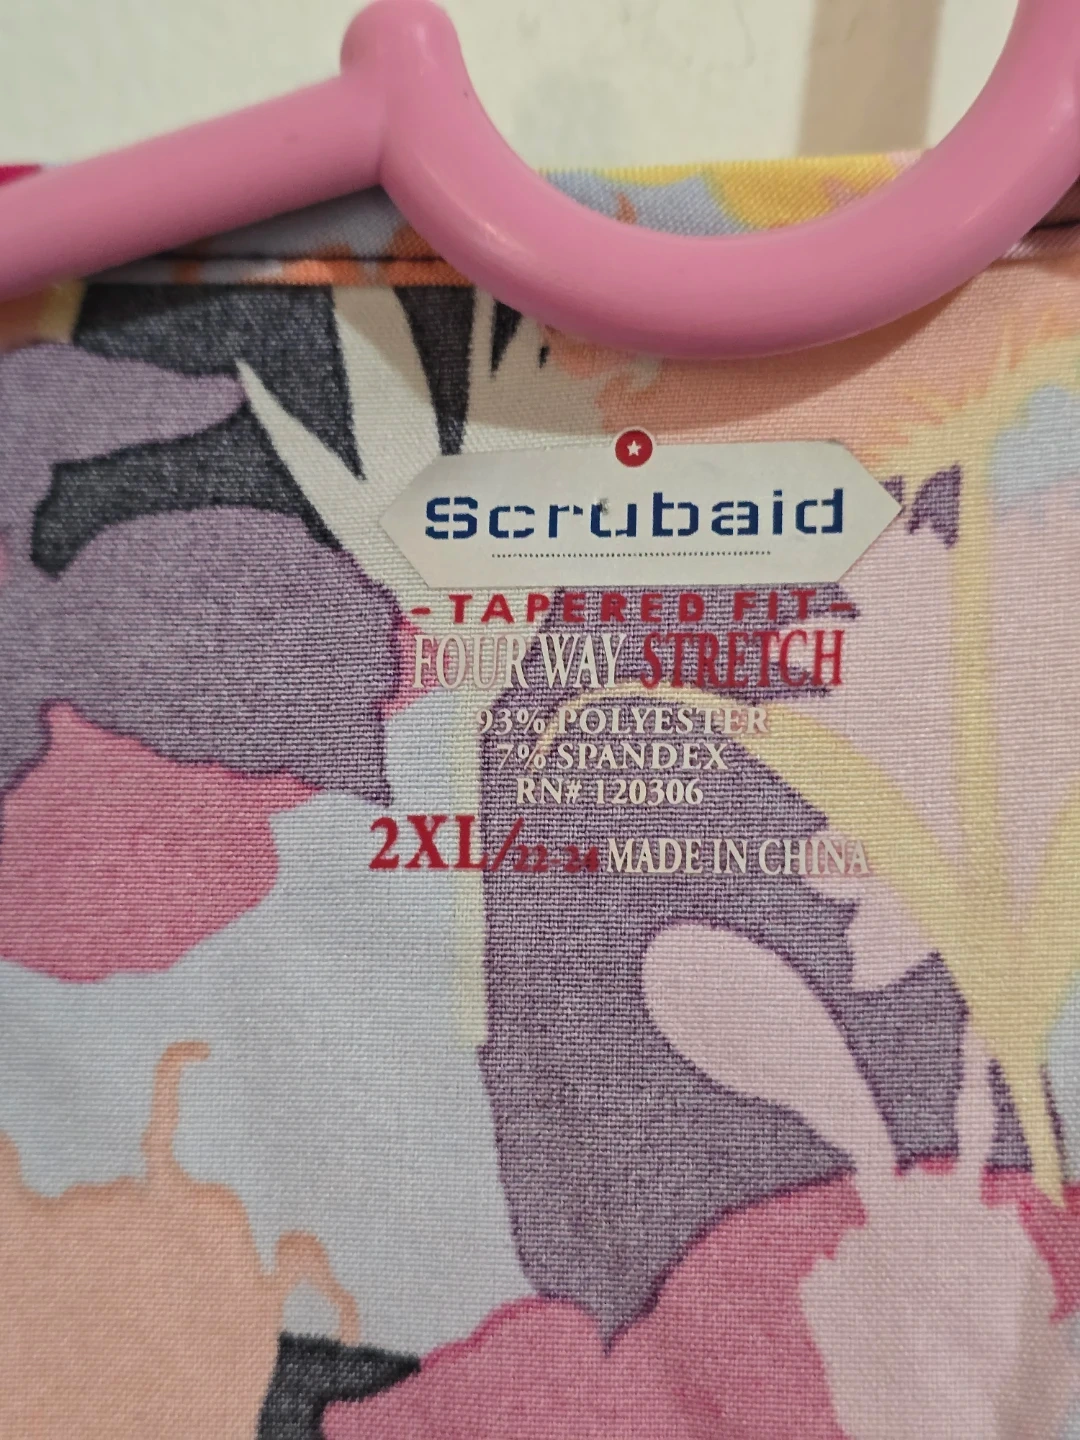 Scrubaid
-TAPERED FIT-
FOUR WAY STRETCH
93% POLYESTER
7% SPANDEX
RN# 120306
2XL/22-24 MADE IN CHINA